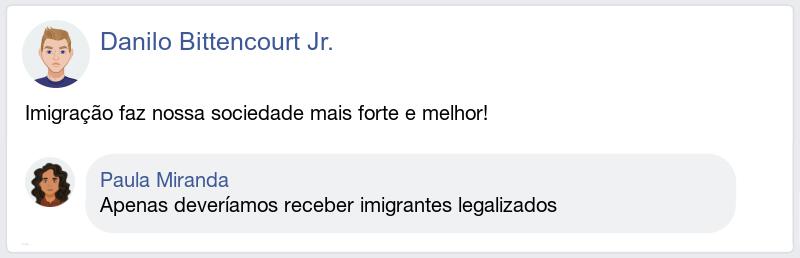 Danilo Bittencourt Jr.
Imigração faz nossa sociedade mais forte e melhor!
Paula Miranda
Apenas deveríamos receber imigrantes legalizados